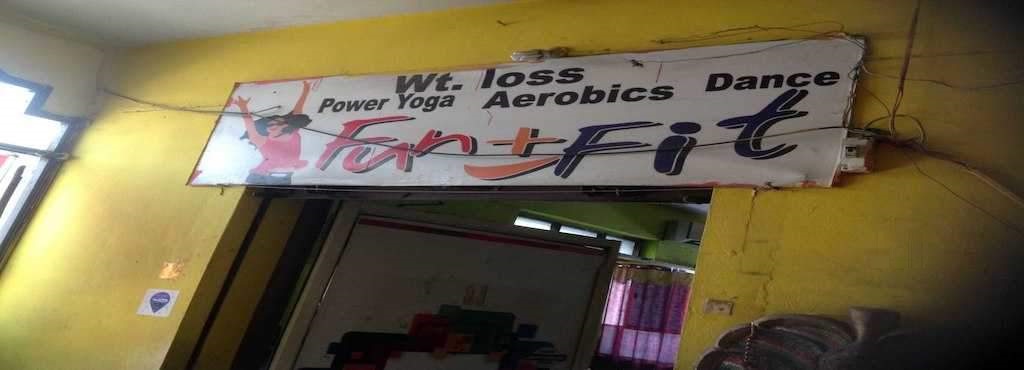 Wt. loss
Power Yoga Aerobics Dance
Fun+Fit